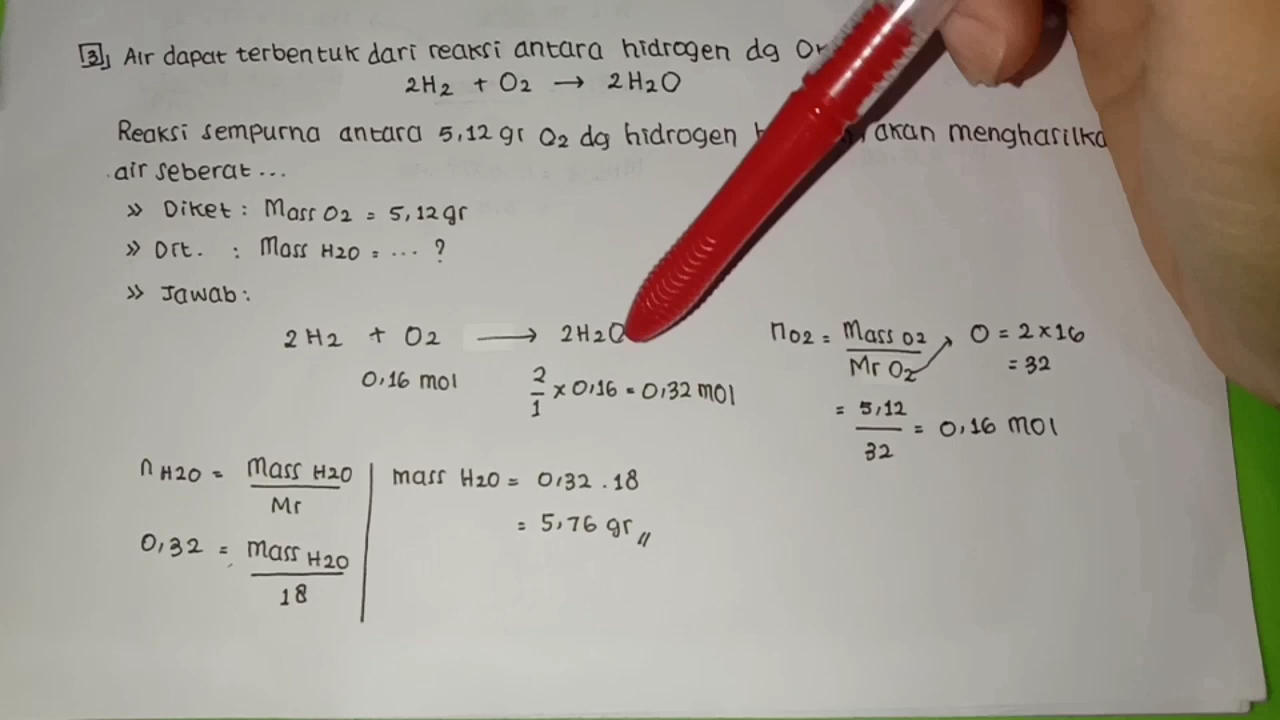 3, Air dapat terbentuk dari reaksi antara hidrogen dg
2H2 + O2 → 2H2O
Reaksi sempurna antara 5,12 gr O2 dg hidrogen akan menghasilka
air seberat...
» Diket : Mass O2 = 5,12 gr
» Dit. : Mass H2O = ... ?
» Jawab :
2H2 + O2 → 2H2O
0,16 mol 2/1 x 0,16 = 0,32 mol
nO2 = Mass O2 / Mr O2 → O = 2 x 16
= 32
= 5,12 / 32 = 0,16 mol
n H2O = Mass H2O / Mr
0,32 = Mass H2O / 18
mass H2O = 0,32 . 18
= 5,76 gr //